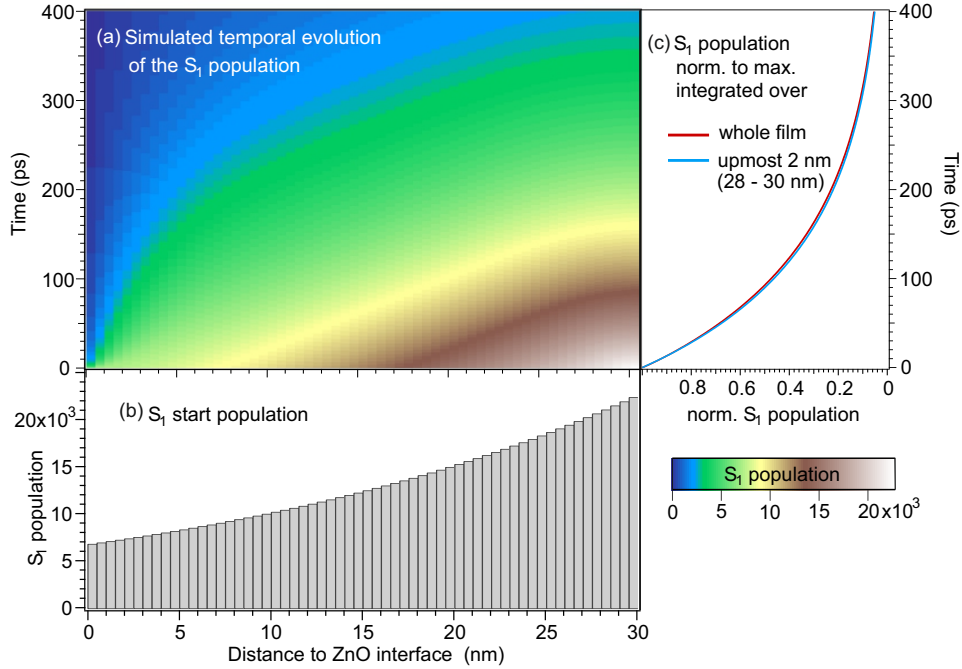 (a) Simulated temporal evolution
of the S₁ population
Time (ps)
400
300
200
100
0
(c) S₁ population
norm. to max.
integrated over
whole film
upmost 2 nm
(28 - 30 nm)
400
300
200
100
0
Time (ps)
0.8 0.6 0.4 0.2 0
norm. S₁ population
(b) S₁ start population
S₁ population
20x10³
15
10
5
0
0 5 10 15 20 25 30
Distance to ZnO interface (nm)
S₁ population
0 5 10 15 20x10³